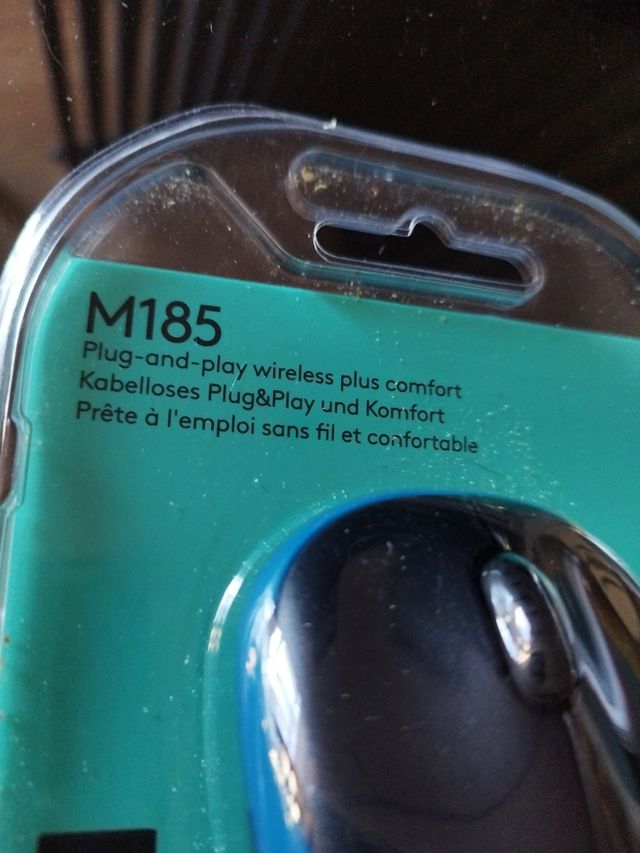 M185
Plug-and-play wireless plus comfort
Kabelloses Plug&Play und Komfort
Prête à l'emploi sans fil et confortable